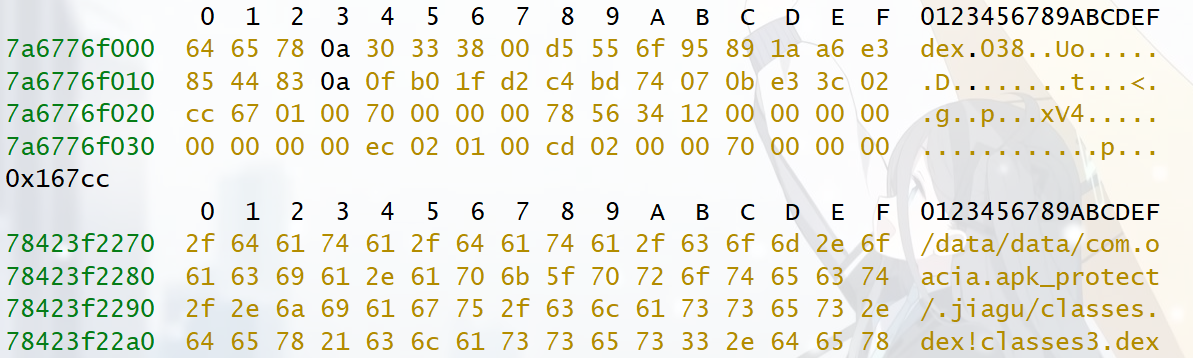 0 1 2 3 4 5 6 7 8 9 A B C D E F 0123456789ABCDEF
7a6776f000 64 65 78 0a 30 33 38 00 d5 55 6f 95 89 1a a6 e3 dex.038..Uo.....
7a6776f010 85 44 83 0a 0f b0 1f d2 c4 bd 74 07 0b e3 3c 02 .D........t...<.
7a6776f020 cc 67 01 00 70 00 00 00 78 56 34 12 00 00 00 00 .g..p...xV4.....
7a6776f030 00 00 00 00 ec 02 01 00 cd 02 00 00 70 00 00 00 ............p...
0x167cc
0 1 2 3 4 5 6 7 8 9 A B C D E F 0123456789ABCDEF
78423f2270 2f 64 61 74 61 2f 64 61 74 61 2f 63 6f 6d 2e 6f /data/data/com.o
78423f2280 61 63 69 61 2e 61 70 6b 5f 70 72 6f 74 65 63 74 acia.apk_protect
78423f2290 2f 2e 6a 69 61 67 75 2f 63 6c 61 73 73 65 73 2e /.jiagu/classes.
78423f22a0 64 65 78 21 63 6c 61 73 73 65 73 33 2e 64 65 78 dex!classes3.dex